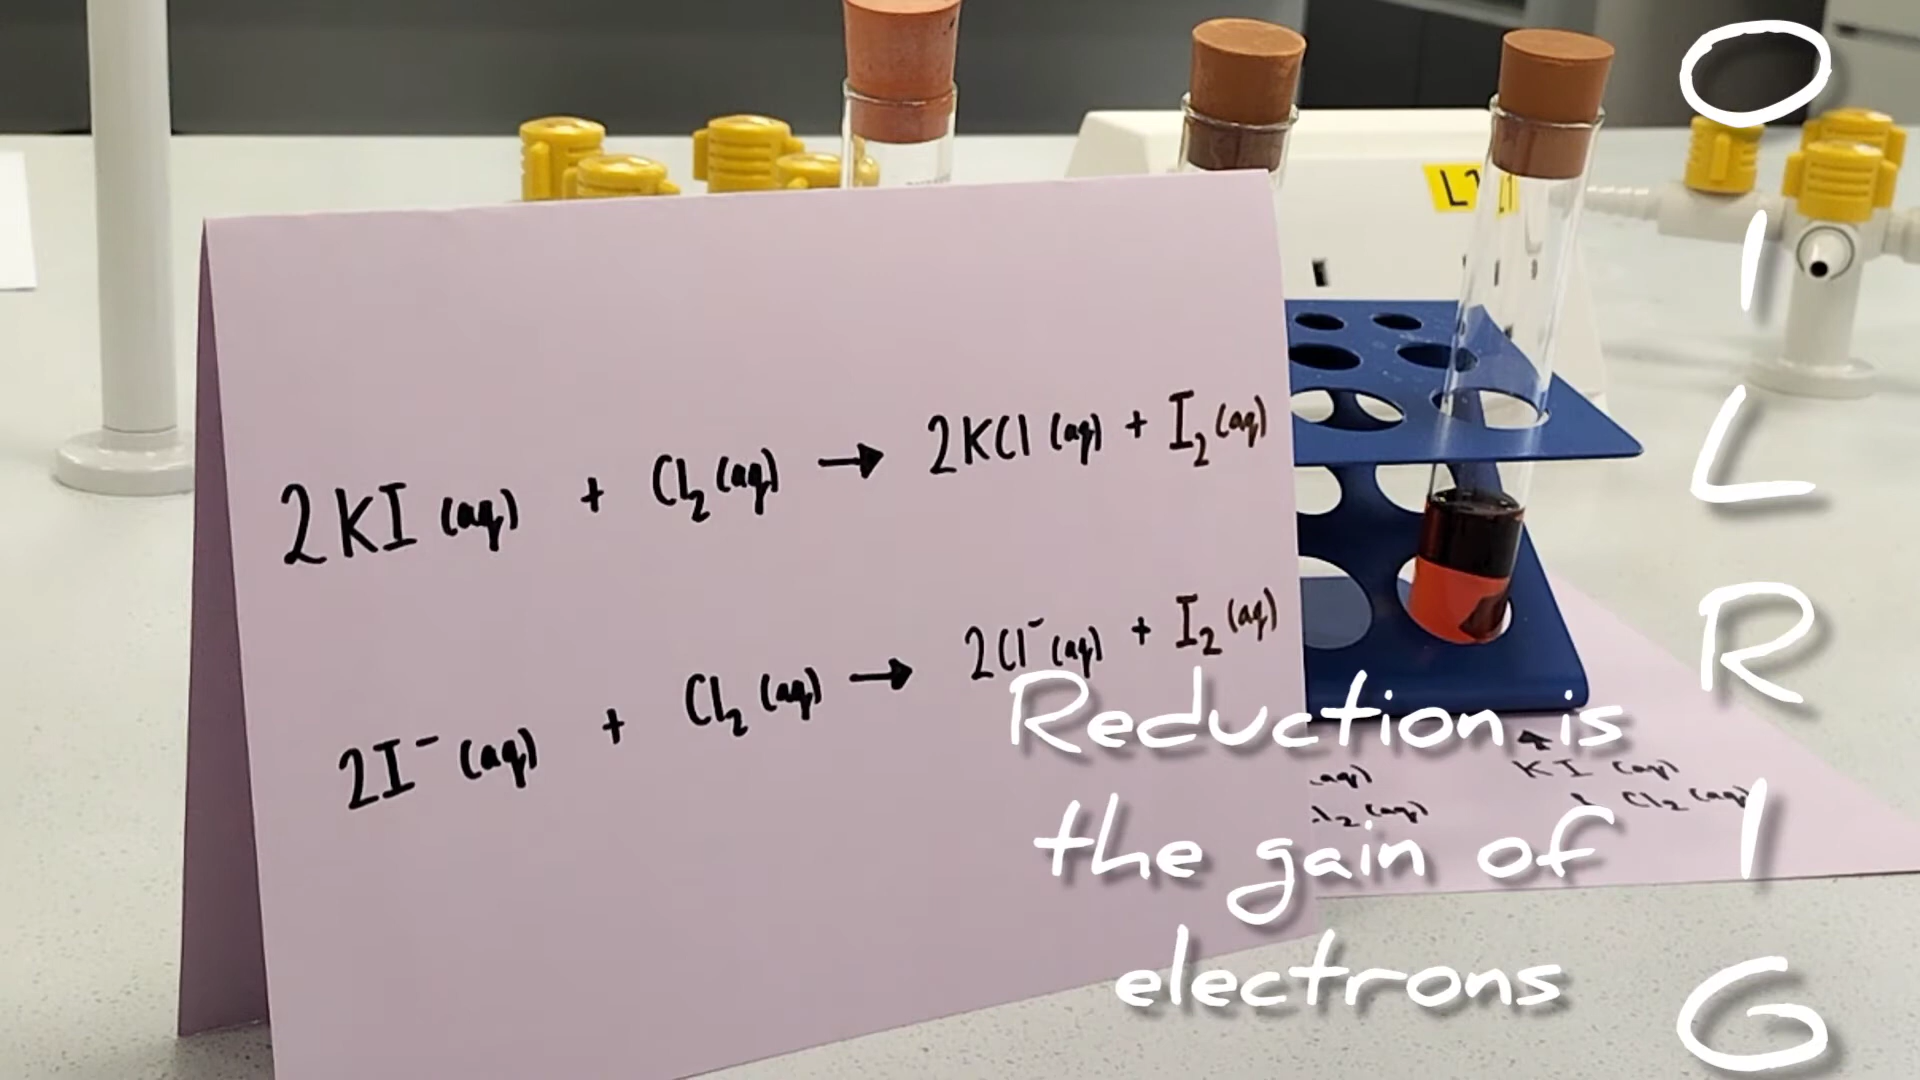 2KI (aq) + Cl₂ (aq) → 2KCl (aq) + I₂ (aq)
2I⁻ (aq) + Cl₂ (aq) → 2Cl⁻ (aq) + I₂ (aq)
Reduction is
the gain of
electrons
O
I
L
R
I
G
KI (aq)
Cl₂ (aq)
(aq)